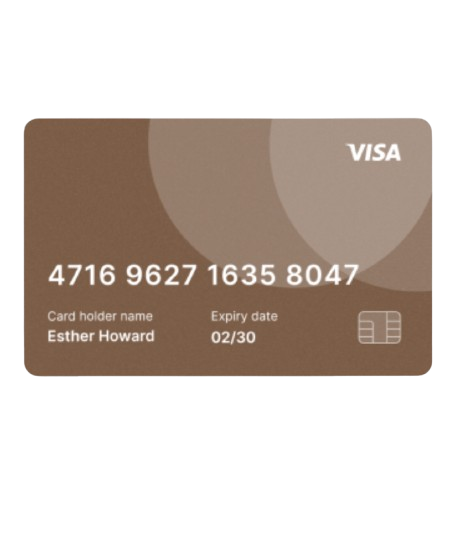 VISA
4716 9627 1635 8047
Card holder name
Esther Howard
Expiry date
02/30